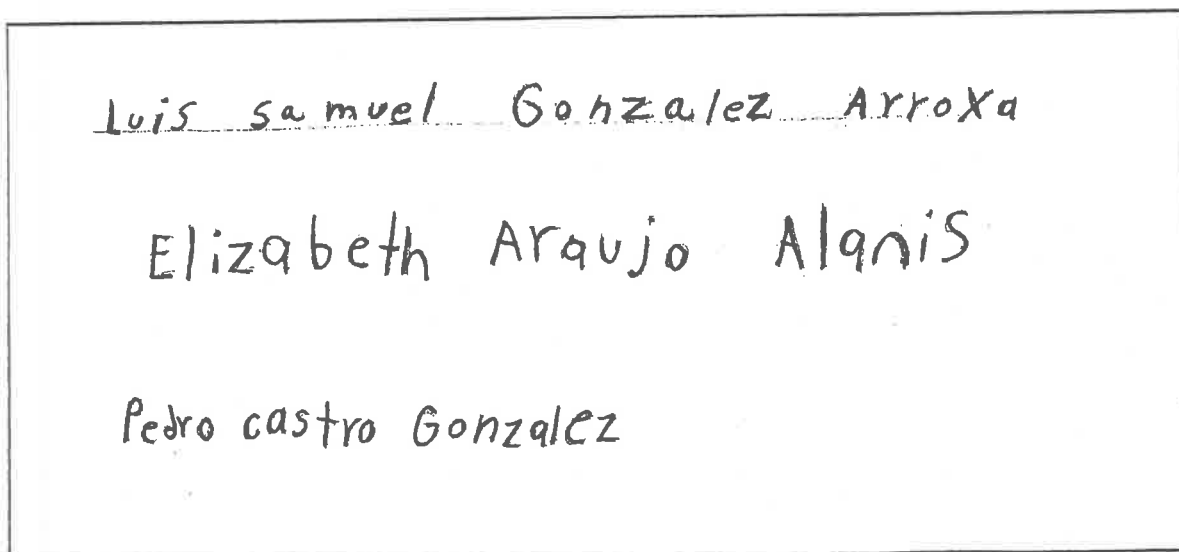 Luis samuel Gonzalez Arroxa
Elizabeth Araujo Alanis
Pedro castro Gonzalez